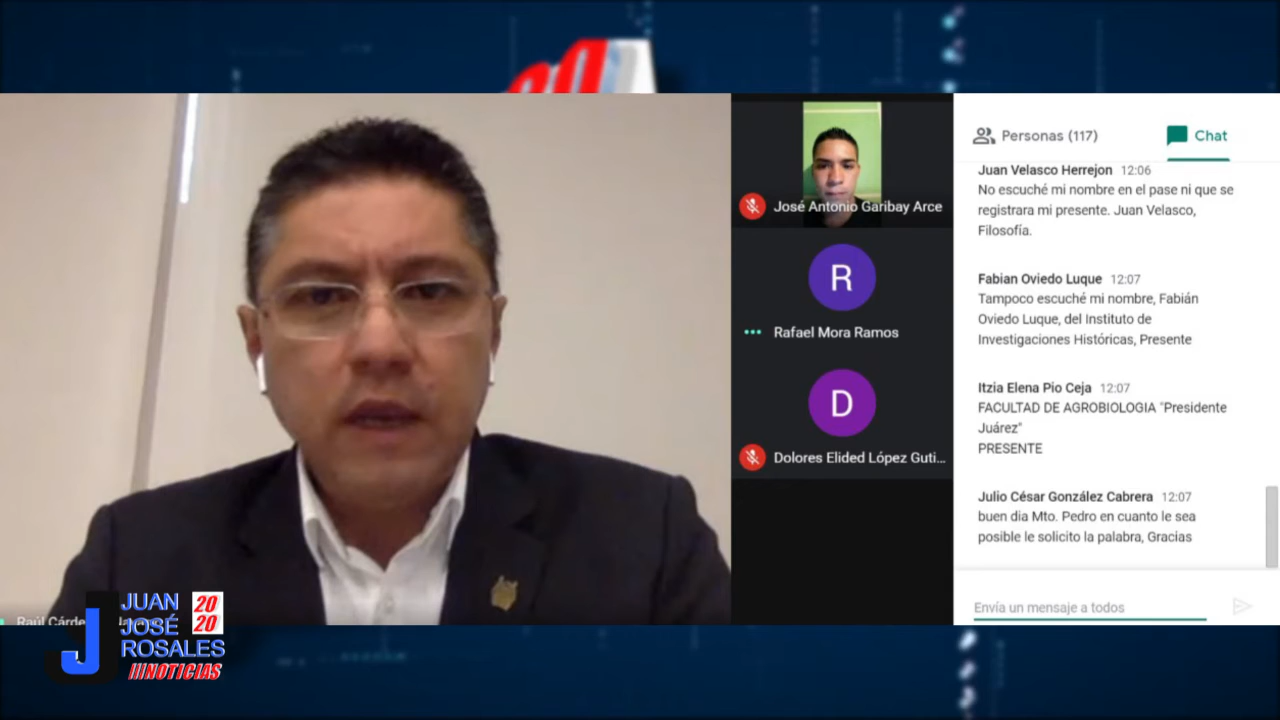 20
José Antonio Garibay Arce
R
Rafael Mora Ramos
D
Dolores Elided López Guti...
Personas (117)
Chat
Juan Velasco Herrejon 12:06
No escuché mi nombre en el pase ni que se
registrara mi presente. Juan Velasco,
Filosofía.
Fabian Oviedo Luque 12:07
Tampoco escuché mi nombre, Fabián
Oviedo Luque, del Instituto de
Investigaciones Históricas, Presente
Itzia Elena Pio Ceja 12:07
FACULTAD DE AGROBIOLOGIA "Presidente
Juárez"
PRESENTE
Julio César González Cabrera 12:07
buen dia Mto. Pedro en cuanto le sea
posible le solicito la palabra, Gracias
Envía un mensaje a todos
Raúl
J
JUAN 20
JOSÉ 20
ROSALES
///NOTICIAS